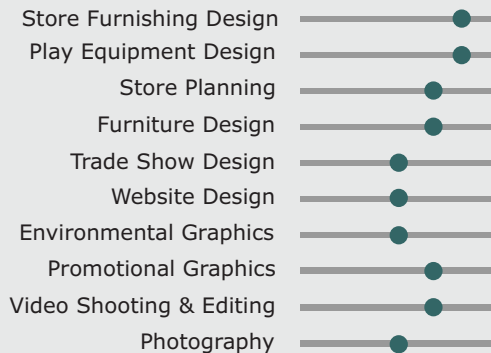 Store Furnishing Design
Play Equipment Design
Store Planning
Furniture Design
Trade Show Design
Website Design
Environmental Graphics
Promotional Graphics
Video Shooting & Editing
Photography